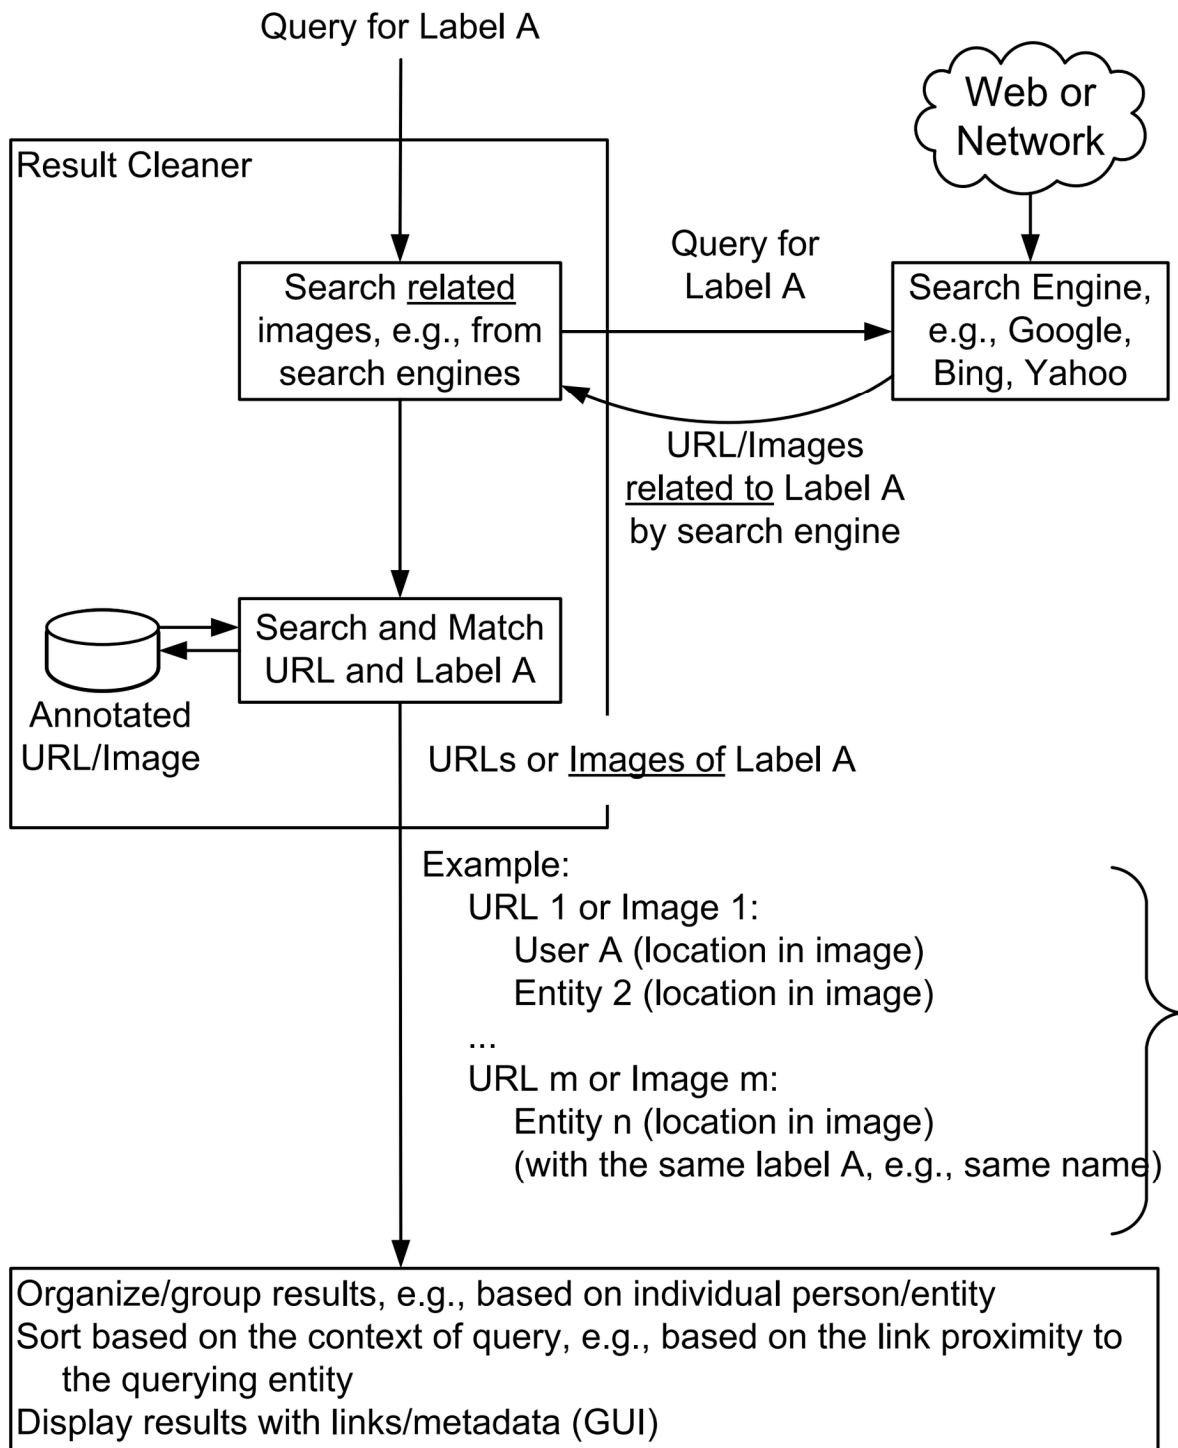 Query for Label A
Web or
Network
Result Cleaner
Query for
Label A
Search related
images, e.g., from
search engines
Search Engine,
e.g., Google,
Bing, Yahoo
URL/Images
related to Label A
by search engine
Search and Match
URL and Label A
Annotated
URL/Image
URLs or Images of Label A
Example:
URL 1 or Image 1:
User A (location in image)
Entity 2 (location in image)
...
URL m or Image m:
Entity n (location in image)
(with the same label A, e.g., same name)
Organize/group results, e.g., based on individual person/entity
Sort based on the context of query, e.g., based on the link proximity to
the querying entity
Display results with links/metadata (GUI)